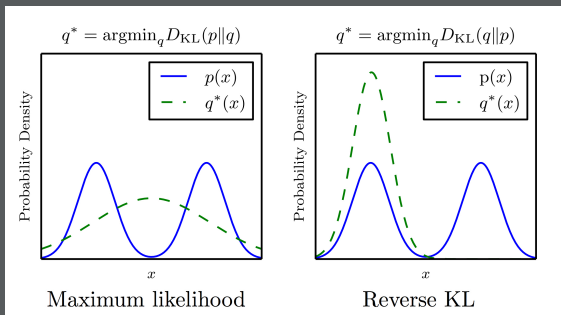 q* = argmin_q D_KL(p‖q)
Probability Density
p(x)
q*(x)
x
Maximum likelihood
q* = argmin_q D_KL(q‖p)
Probability Density
p(x)
q*(x)
x
Reverse KL